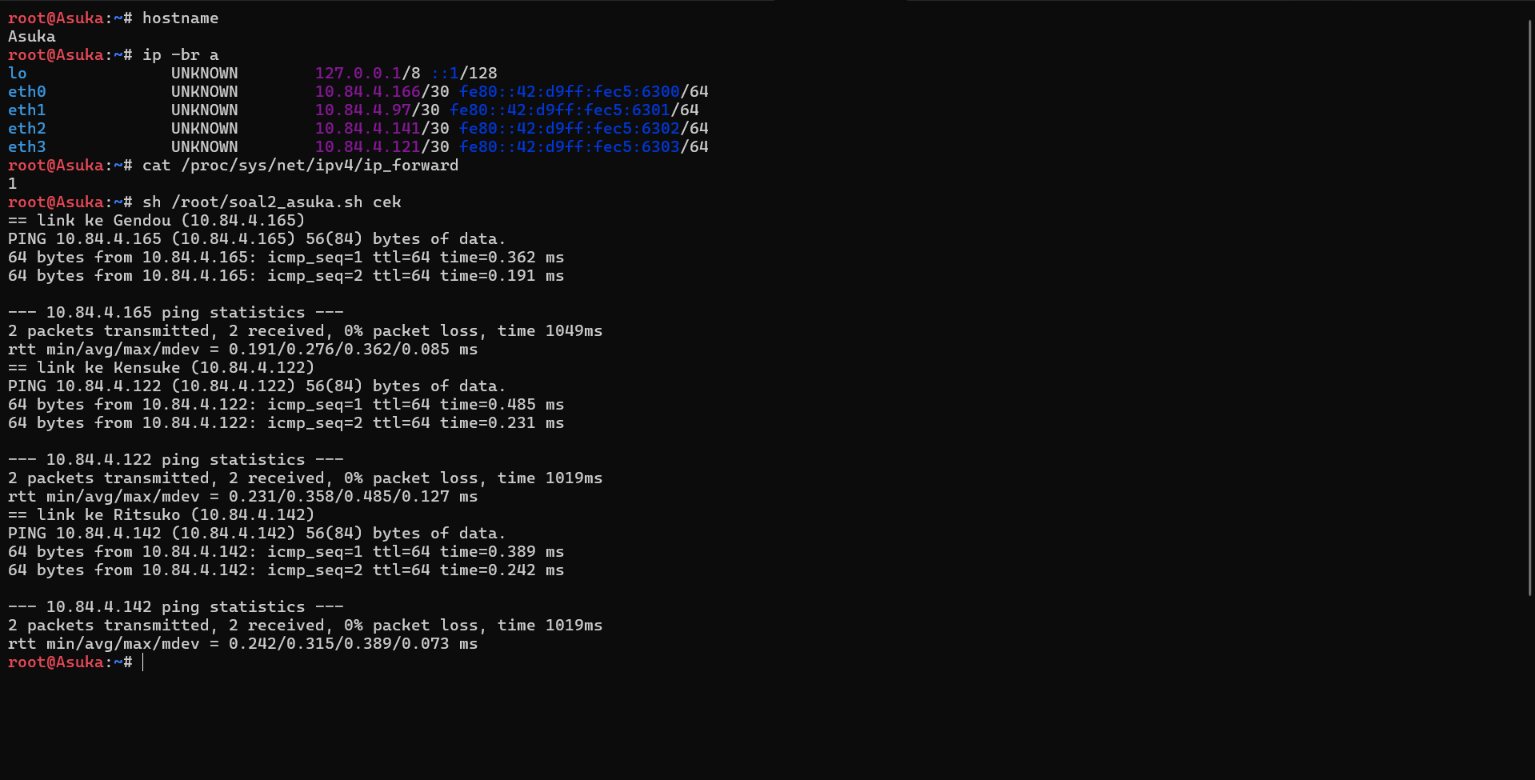 root@Asuka:~# hostname
Asuka
root@Asuka:~# ip -br a
lo               UNKNOWN        127.0.0.1/8 ::1/128
eth0             UNKNOWN        10.84.4.166/30 fe80::42:d9ff:fec5:6300/64
eth1             UNKNOWN        10.84.4.97/30 fe80::42:d9ff:fec5:6301/64
eth2             UNKNOWN        10.84.4.141/30 fe80::42:d9ff:fec5:6302/64
eth3             UNKNOWN        10.84.4.121/30 fe80::42:d9ff:fec5:6303/64
root@Asuka:~# cat /proc/sys/net/ipv4/ip_forward
1
root@Asuka:~# sh /root/soal2_asuka.sh cek
== link ke Gendou (10.84.4.165)
PING 10.84.4.165 (10.84.4.165) 56(84) bytes of data.
64 bytes from 10.84.4.165: icmp_seq=1 ttl=64 time=0.362 ms
64 bytes from 10.84.4.165: icmp_seq=2 ttl=64 time=0.191 ms

--- 10.84.4.165 ping statistics ---
2 packets transmitted, 2 received, 0% packet loss, time 1049ms
rtt min/avg/max/mdev = 0.191/0.276/0.362/0.085 ms
== link ke Kensuke (10.84.4.122)
PING 10.84.4.122 (10.84.4.122) 56(84) bytes of data.
64 bytes from 10.84.4.122: icmp_seq=1 ttl=64 time=0.485 ms
64 bytes from 10.84.4.122: icmp_seq=2 ttl=64 time=0.231 ms

--- 10.84.4.122 ping statistics ---
2 packets transmitted, 2 received, 0% packet loss, time 1019ms
rtt min/avg/max/mdev = 0.231/0.358/0.485/0.127 ms
== link ke Ritsuko (10.84.4.142)
PING 10.84.4.142 (10.84.4.142) 56(84) bytes of data.
64 bytes from 10.84.4.142: icmp_seq=1 ttl=64 time=0.389 ms
64 bytes from 10.84.4.142: icmp_seq=2 ttl=64 time=0.242 ms

--- 10.84.4.142 ping statistics ---
2 packets transmitted, 2 received, 0% packet loss, time 1019ms
rtt min/avg/max/mdev = 0.242/0.315/0.389/0.073 ms
root@Asuka:~#